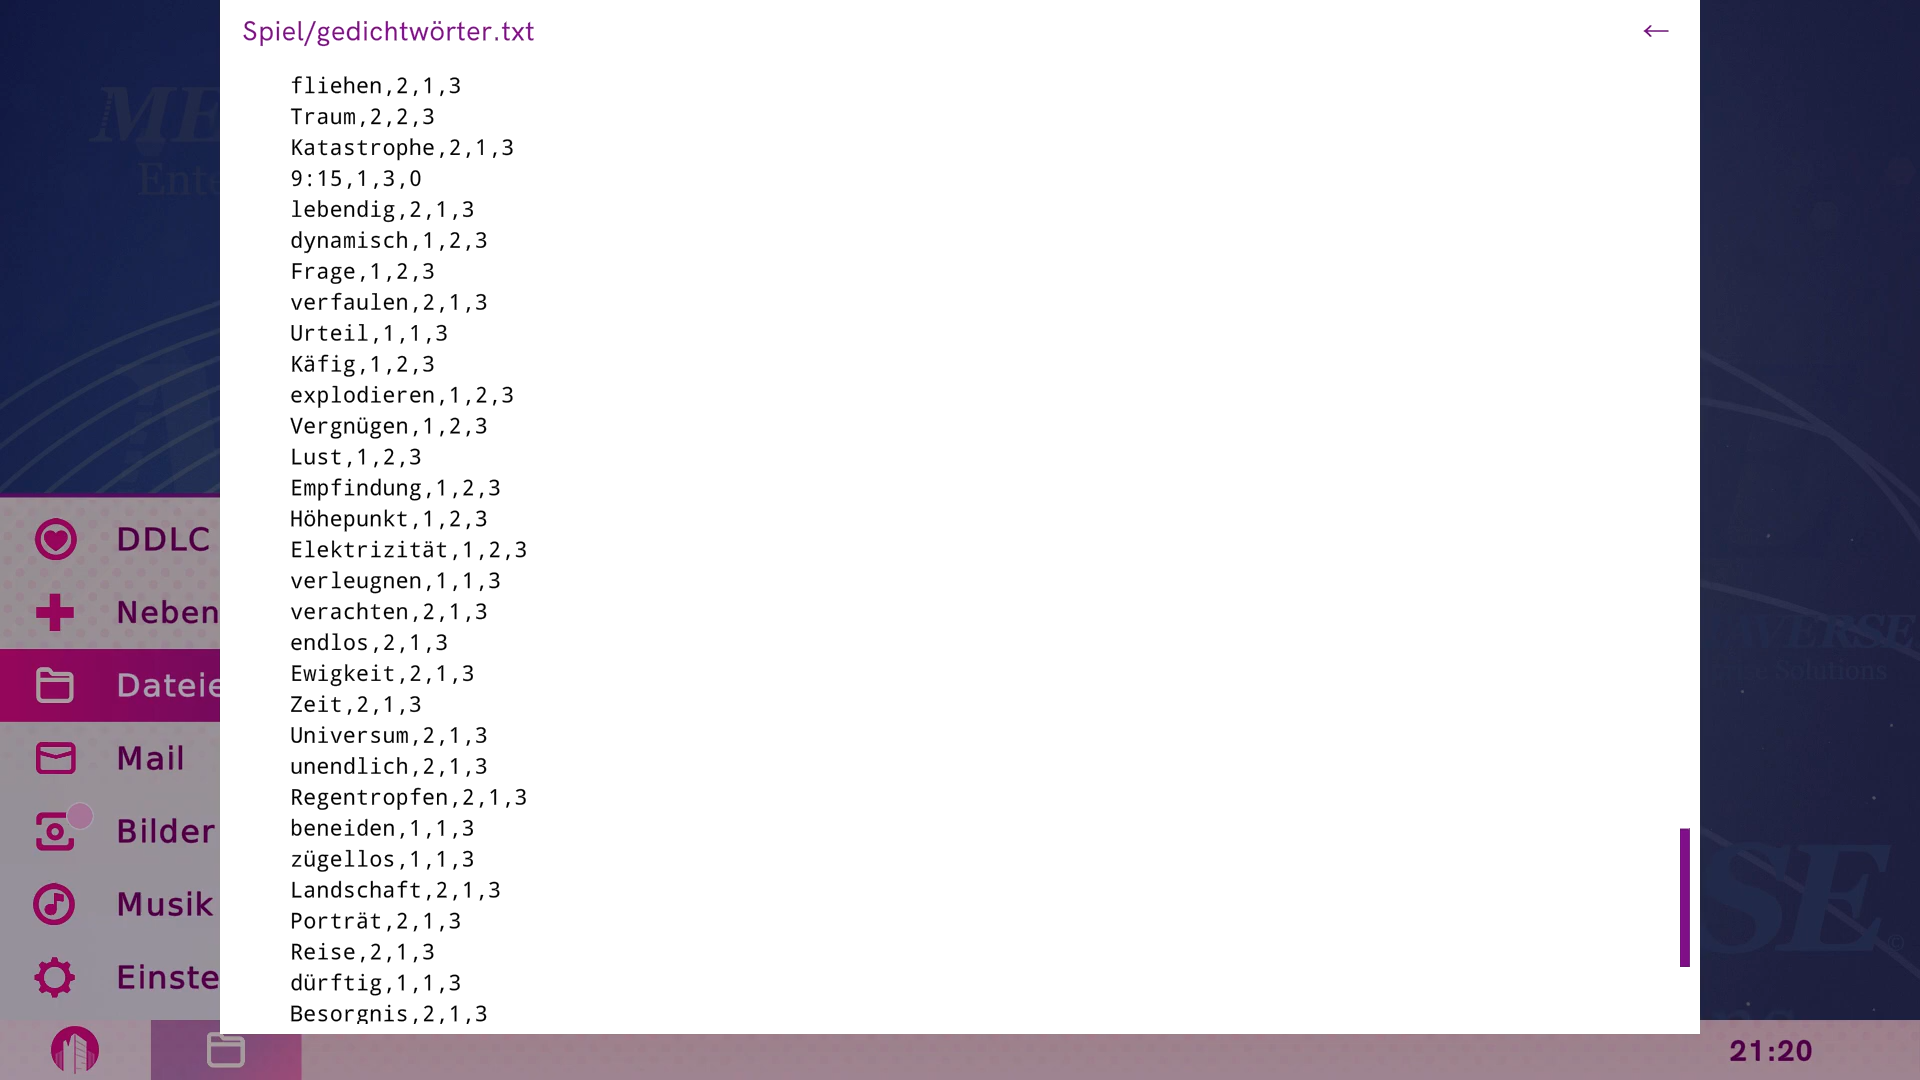 Spiel/gedichtwörter.txt
←
fliehen,2,1,3
Traum,2,2,3
Katastrophe,2,1,3
9:15,1,3,0
lebendig,2,1,3
dynamisch,1,2,3
Frage,1,2,3
verfaulen,2,1,3
Urteil,1,1,3
Käfig,1,2,3
explodieren,1,2,3
Vergnügen,1,2,3
Lust,1,2,3
Empfindung,1,2,3
Höhepunkt,1,2,3
Elektrizität,1,2,3
verleugnen,1,1,3
verachten,2,1,3
endlos,2,1,3
Ewigkeit,2,1,3
Zeit,2,1,3
Universum,2,1,3
unendlich,2,1,3
Regentropfen,2,1,3
beneiden,1,1,3
zügellos,1,1,3
Landschaft,2,1,3
Porträt,2,1,3
Reise,2,1,3
dürftig,1,1,3
Besorgnis,2,1,3
DDLC
Neben
Dateie
Mail
Bilder
Musik
Einste
ME
Ente
VERSE
Solutions
SE
21:20